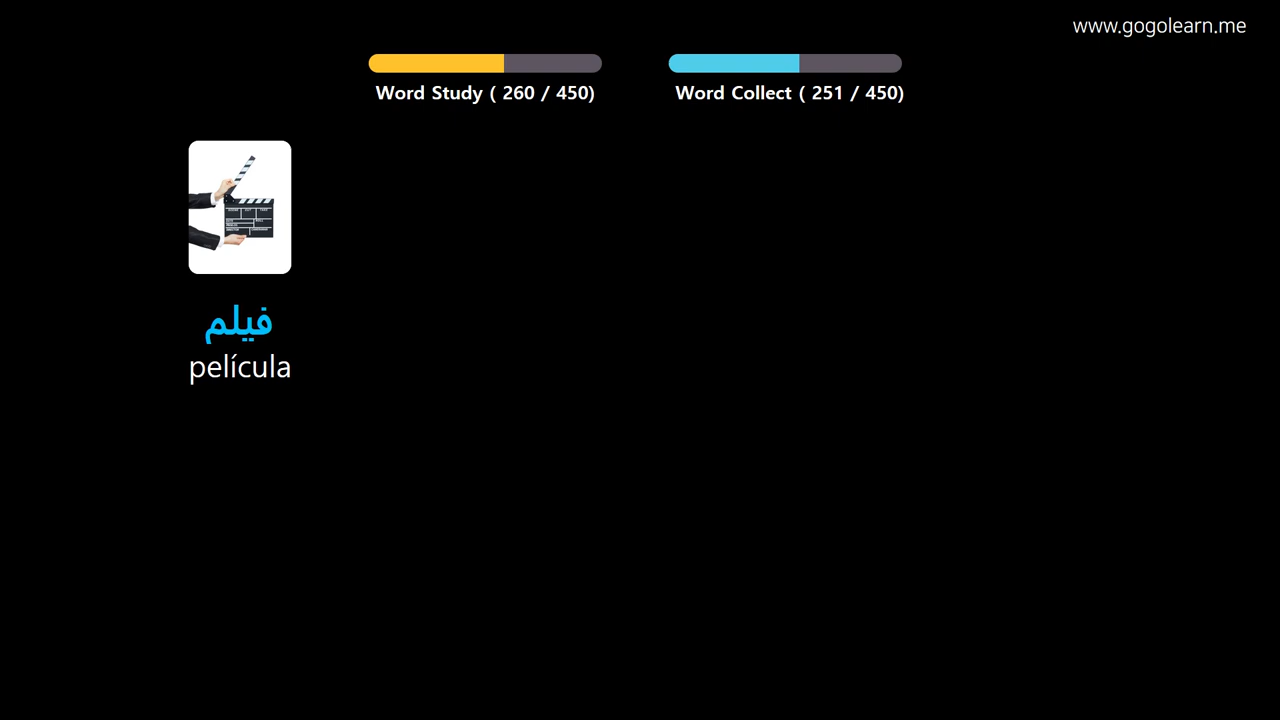 www.gogolearn.me
Word Study ( 260 / 450)
Word Collect ( 251 / 450)
فيلم
película